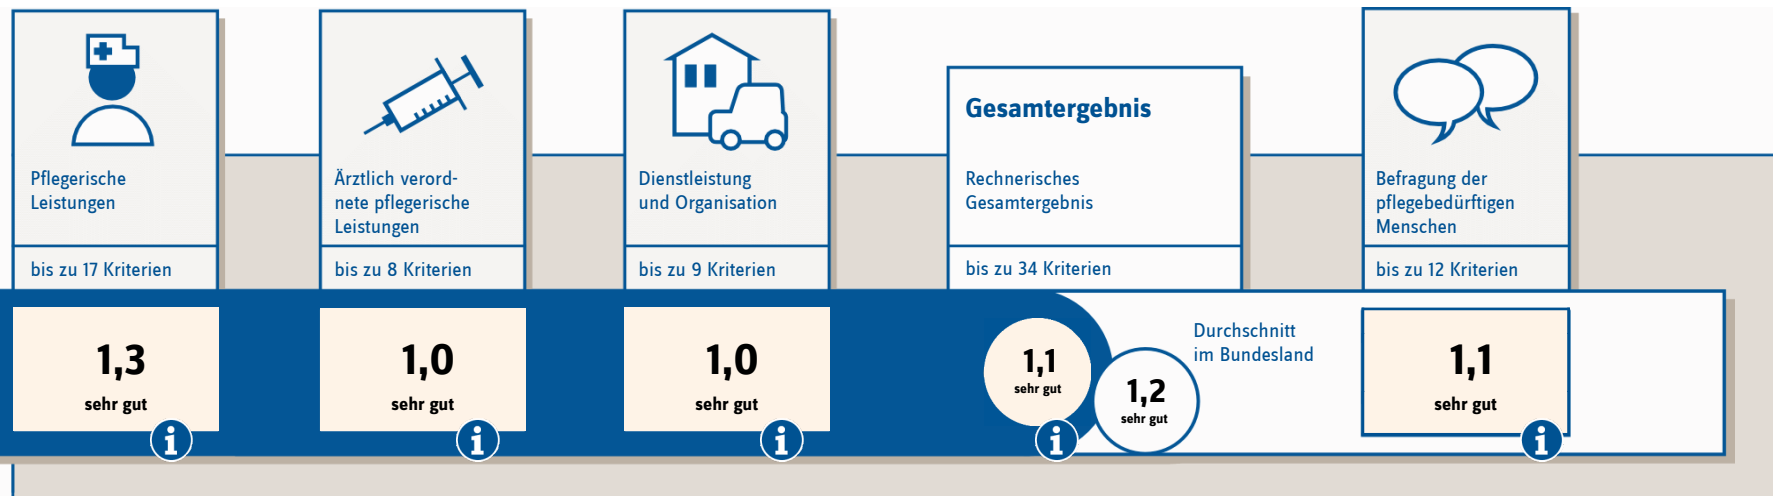 Pflegerische
Leistungen
bis zu 17 Kriterien
1,3
sehr gut
i
Ärztlich verord-
nete pflegerische
Leistungen
bis zu 8 Kriterien
1,0
sehr gut
i
Dienstleistung
und Organisation
bis zu 9 Kriterien
1,0
sehr gut
i
Gesamtergebnis
Rechnerisches
Gesamtergebnis
bis zu 34 Kriterien
1,1
sehr gut
i
1,2
sehr gut
Durchschnitt
im Bundesland
Befragung der
pflegebedürftigen
Menschen
bis zu 12 Kriterien
1,1
sehr gut
i